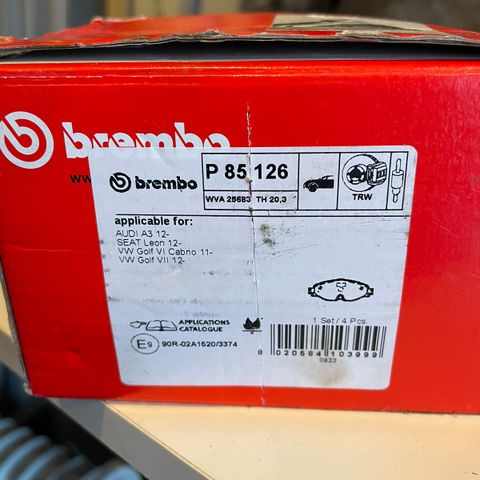 brembo
brembo
P 85 126
WVA 25683 TH 20,3
TRW
applicable for:
AUDI A3 12-
SEAT Leon 12-
VW Golf VI Cabrio 11-
VW Golf VII 12-
1 Set/4 Pcs
APPLICATIONS
CATALOGUE
E9 90R-02A1620/3374
8 020584 103999
0623